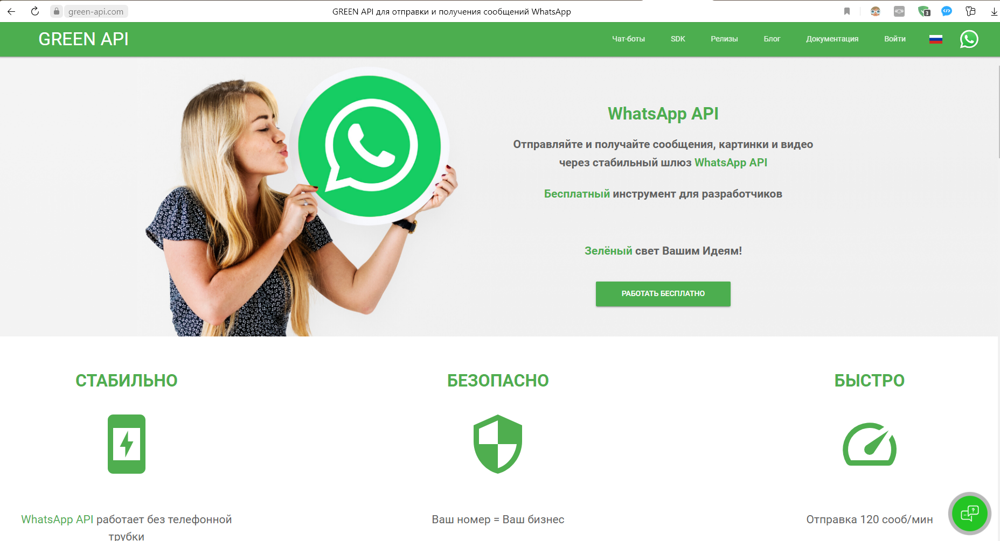 green-api.com
GREEN API для отправки и получения сообщений WhatsApp
3
GREEN API
Чат-боты
SDK
Релизы
Блог
Документация
Войти
WhatsApp API
Отправляйте и получайте сообщения, картинки и видео
через стабильный шлюз WhatsApp API
Бесплатный инструмент для разработчиков
Зелёный свет Вашим Идеям!
РАБОТАТЬ БЕСПЛАТНО
СТАБИЛЬНО
БЕЗОПАСНО
БЫСТРО
WhatsApp API работает без телефонной
трубки
Ваш номер = Ваш бизнес
Отправка 120 сооб/мин